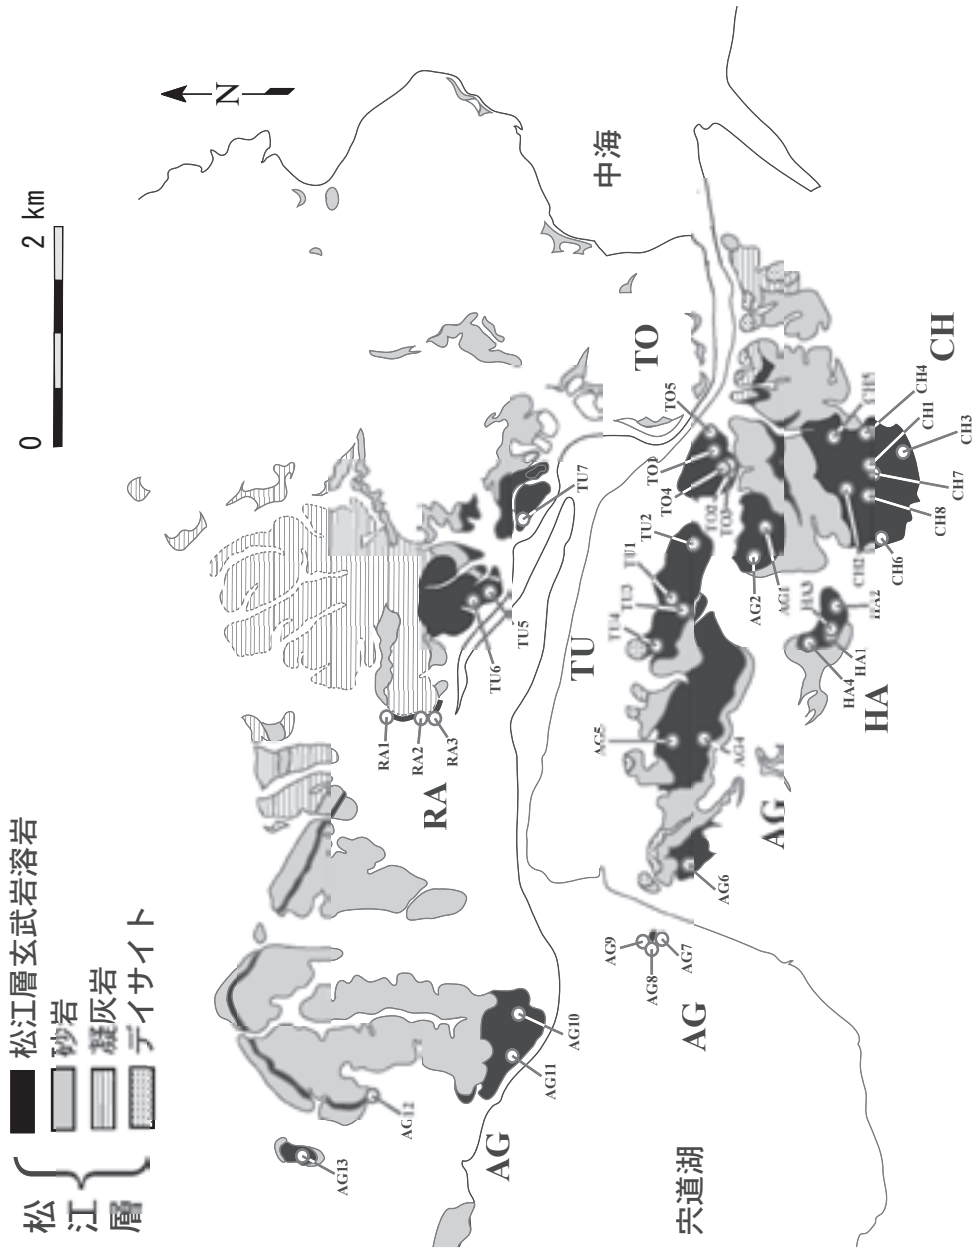 松江層
松江層玄武岩溶岩
砂岩
凝灰岩
デイサイト
0
2 km
N
中海
宍道湖
RA
RA1
RA2
RA3
TU
TU1
TU2
TU3
TU4
TU5
TU6
TU7
TO
TO1
TO2
TO3
TO4
TO5
CH
CH1
CH2
CH3
CH4
CH5
CH6
CH7
CH8
HA
HA1
HA2
HA3
HA4
AG
AG1
AG2
AG4
AG5
AG6
AG
AG7
AG8
AG9
AG
AG10
AG11
AG12
AG13